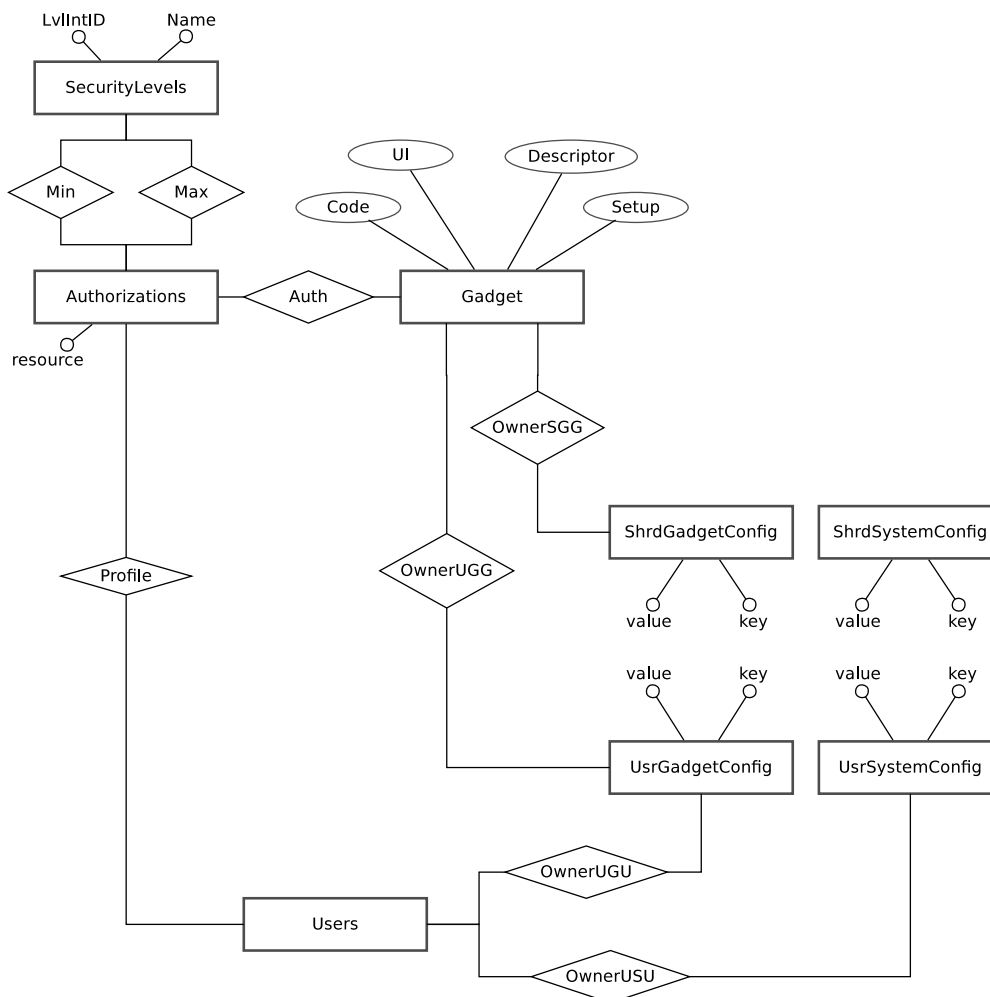 LvlIntID
Name
SecurityLevels
UI
Descriptor
Min
Max
Code
Setup
Authorizations
Auth
Gadget
resource
OwnerSGG
ShrdGadgetConfig
ShrdSystemConfig
OwnerUGG
Profile
value
key
value
key
value
key
value
key
UsrGadgetConfig
UsrSystemConfig
OwnerUGU
Users
OwnerUSU